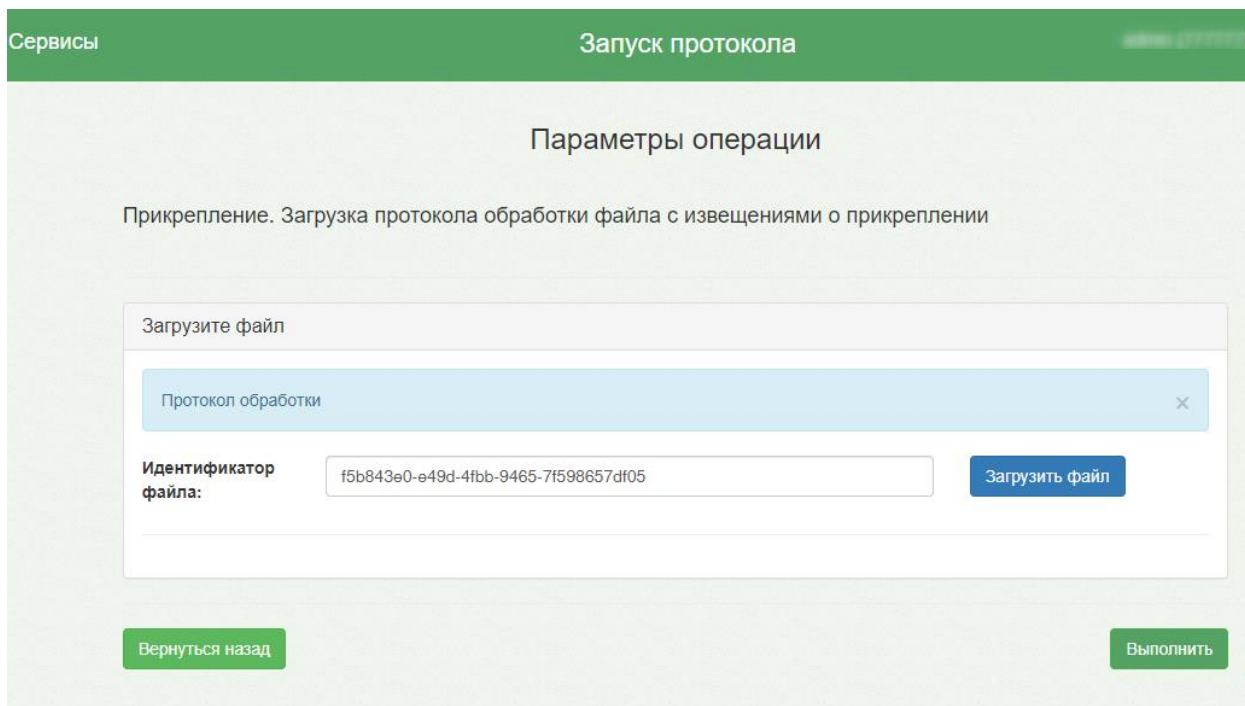 Сервисы
Запуск протокола
Параметры операции
Прикрепление. Загрузка протокола обработки файла с извещениями о прикреплении
Загрузите файл
Протокол обработки
×
Идентификатор
файла:
f5b843e0-e49d-4fbb-9465-7f598657df05
Загрузить файл
Вернуться назад
Выполнить